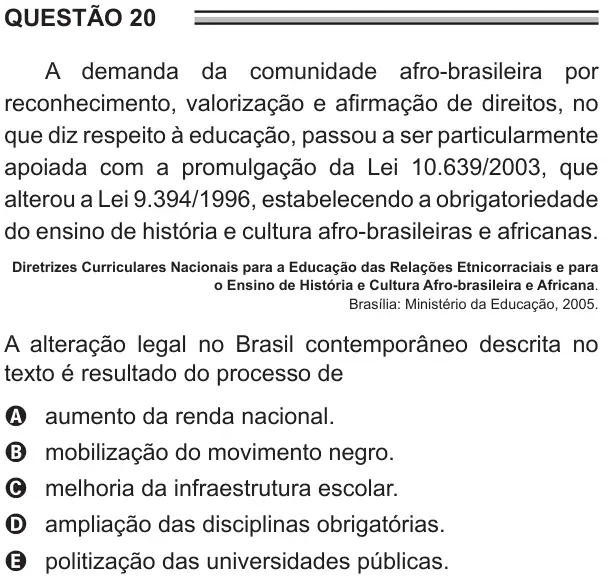 QUESTÃO 20
A demanda da comunidade afro-brasileira por
reconhecimento, valorização e afirmação de direitos, no
que diz respeito à educação, passou a ser particularmente
apoiada com a promulgação da Lei 10.639/2003, que
alterou a Lei 9.394/1996, estabelecendo a obrigatoriedade
do ensino de história e cultura afro-brasileiras e africanas.
Diretrizes Curriculares Nacionais para a Educação das Relações Etnicorraciais e para
o Ensino de História e Cultura Afro-brasileira e Africana.
Brasília: Ministério da Educação, 2005.
A alteração legal no Brasil contemporâneo descrita no
texto é resultado do processo de
A aumento da renda nacional.
B mobilização do movimento negro.
C melhoria da infraestrutura escolar.
D ampliação das disciplinas obrigatórias.
E politização das universidades públicas.